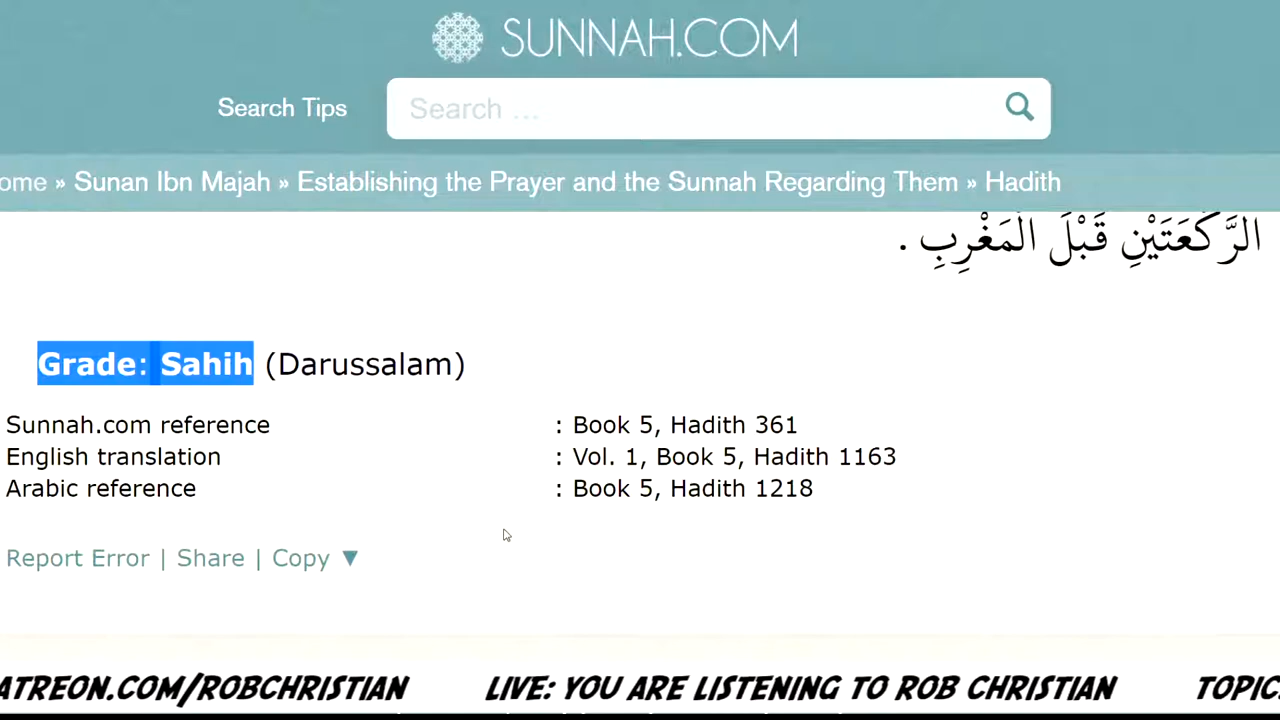 SUNNAH.COM
Search Tips
Search ...
ome » Sunan Ibn Majah » Establishing the Prayer and the Sunnah Regarding Them » Hadith
الرَّكْعَتَيْنِ قَبْلَ الْمَغْرِبِ .
Grade: Sahih (Darussalam)
Sunnah.com reference : Book 5, Hadith 361
English translation : Vol. 1, Book 5, Hadith 1163
Arabic reference : Book 5, Hadith 1218
Report Error | Share | Copy ▼
ATREON.COM/ROBCHRISTIAN LIVE: YOU ARE LISTENING TO ROB CHRISTIAN TOPIC